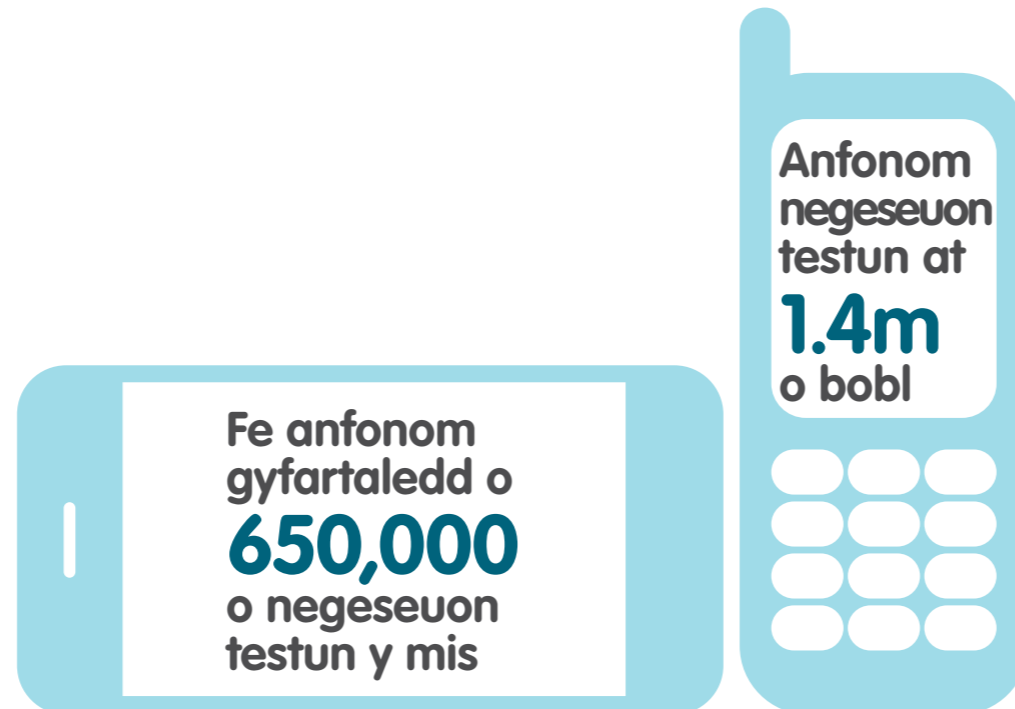 Anfonom
negeseuon
testun at
1.4m
o bobl
Fe anfonom
gyfartaledd o
650,000
o negeseuon
testun y mis